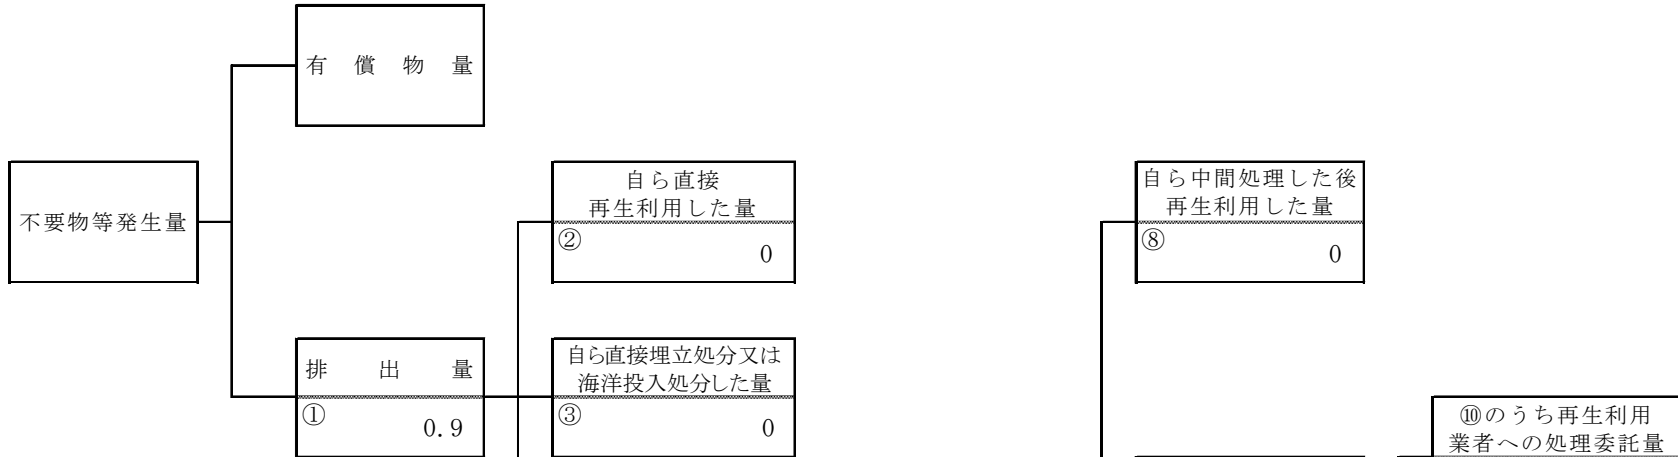 有償物量
不要物等発生量
自ら直接
再生利用した量
②
0
自ら中間処理した後
再生利用した量
⑧
0
排出量
①
0.9
自ら直接埋立処分又は
海洋投入処分した量
③
0
⑩のうち再生利用
業者への処理委託量